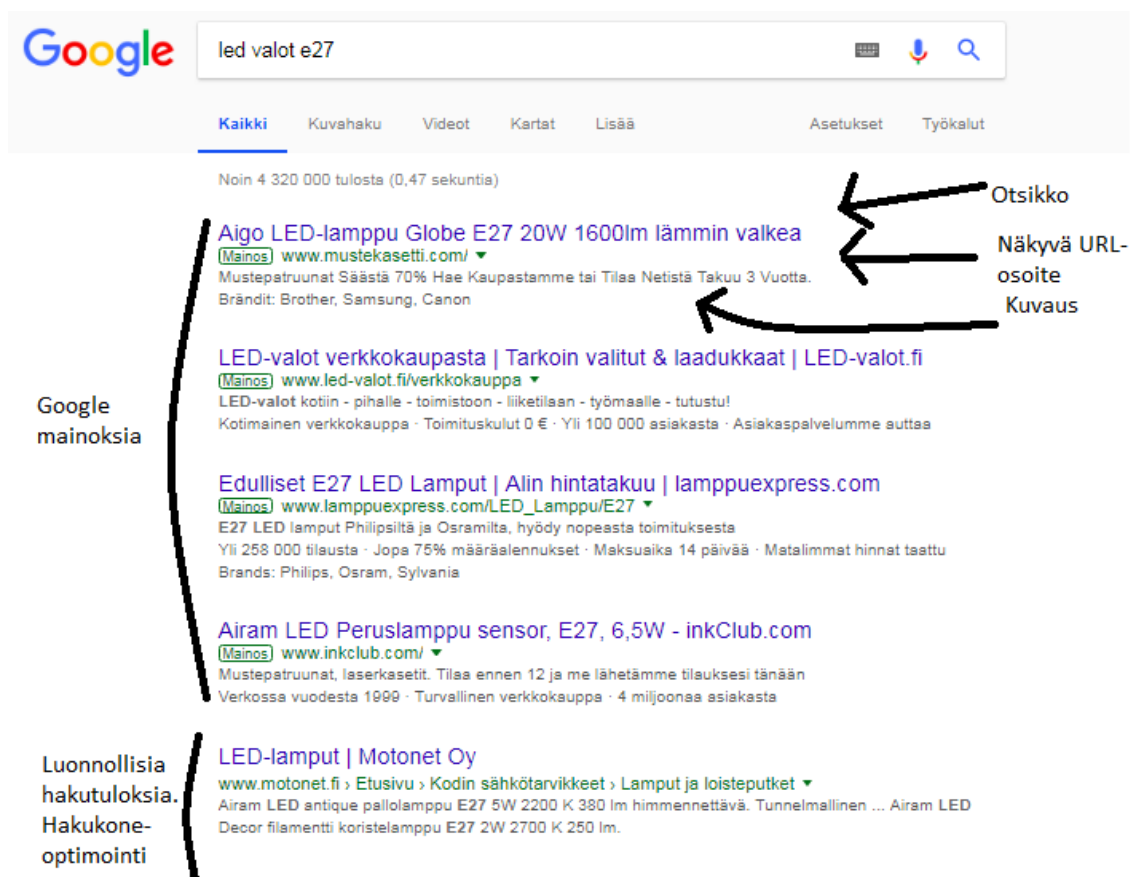 Google
led valot e27
Kaikki Kuvahaku Videot Kartat Lisää Asetukset Työkalut
Noin 4 320 000 tulosta (0,47 sekuntia)
Otsikko
Aigo LED-lamppu Globe E27 20W 1600lm lämmin valkea
Mainos www.mustekasetti.com/
Mustepatruunat Säästä 70% Hae Kaupastamme tai Tilaa Netistä Takuu 3 Vuotta.
Brändit: Brother, Samsung, Canon
Näkyvä URL-
osoite
Kuvaus
Google
mainoksia
LED-valot verkkokaupasta | Tarkoin valitut & laadukkaat | LED-valot.fi
Mainos www.led-valot.fi/verkkokauppa
LED-valot kotiin - pihalle - toimistoon - liiketilaan - työmaalle - tutustu!
Kotimainen verkkokauppa · Toimituskulut 0 € · Yli 100 000 asiakasta · Asiakaspalvelumme auttaa
Edulliset E27 LED Lamput | Alin hintatakuu | lamppuexpress.com
Mainos www.lamppuexpress.com/LED_Lamppu/E27
E27 LED lamput Philipsiltä ja Osramilta, hyödy nopeasta toimituksesta
Yli 258 000 tilausta · Jopa 75% määräalennukset · Maksuaika 14 päivää · Matalimmat hinnat taattu
Brands: Philips, Osram, Sylvania
Airam LED Peruslamppu sensor, E27, 6,5W - inkClub.com
Mainos www.inkclub.com/
Mustepatruunat, laserkasetit. Tilaa ennen 12 ja me lähetämme tilauksesi tänään
Verkossa vuodesta 1999 · Turvallinen verkkokauppa · 4 miljoonaa asiakasta
Luonnollisia
hakutuloksia.
Hakukone-
optimointi
LED-lamput | Motonet Oy
www.motonet.fi › Etusivu › Kodin sähkötarvikkeet › Lamput ja loisteputket
Airam LED antique pallolamppu E27 5W 2200 K 380 lm himmennettävä. Tunnelmallinen ... Airam LED
Decor filamentti koristelamppu E27 2W 2700 K 250 lm.